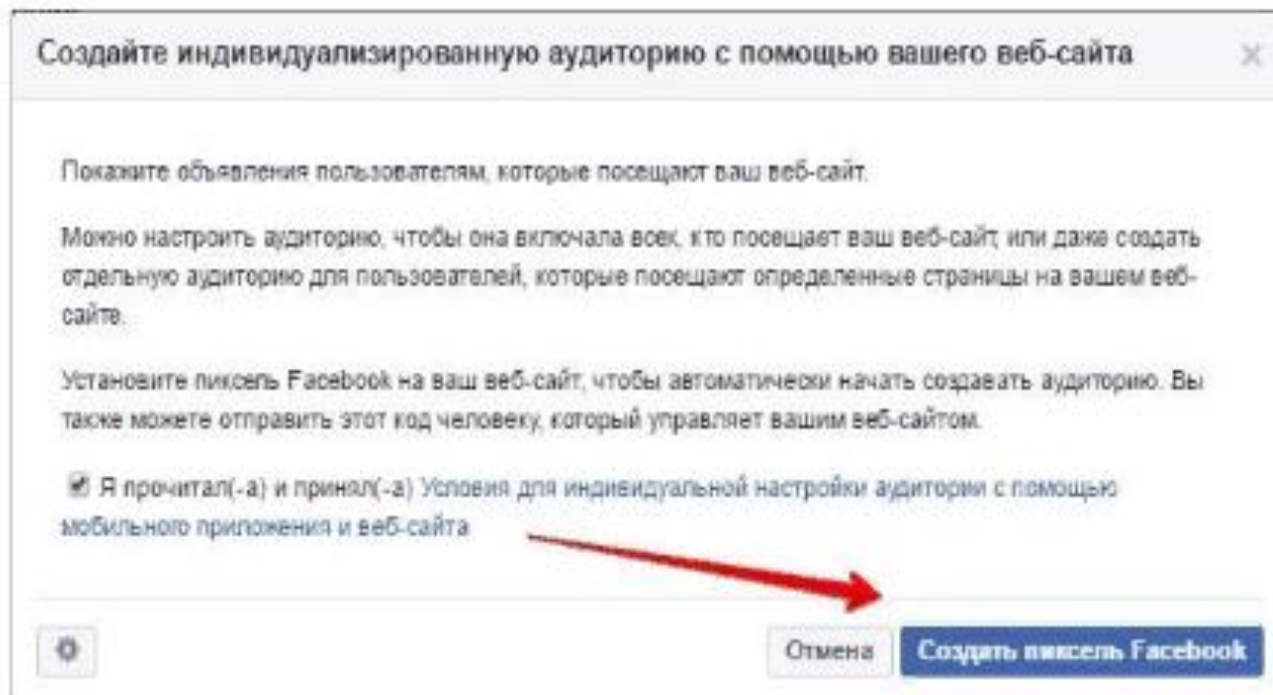 Создайте индивидуализированную аудиторию с помощью вашего веб-сайта
Покажите объявления пользователям, которые посещают ваш веб-сайт.
Можно настроить аудиторию, чтобы она включала всех, кто посещает ваш веб-сайт, или даже создать
отдельную аудиторию для пользователей, которые посещают определенные страницы на вашем веб-
сайте.
Установите пиксель Facebook на ваш веб-сайт, чтобы автоматически начать создавать аудиторию. Вы
также можете отправить этот код человеку, который управляет вашим веб-сайтом.
Я прочитал(-а) и принял(-а) Условия для индивидуальной настройки аудитории с помощью
мобильного приложения и веб-сайта
Отмена
Создать пиксель Facebook